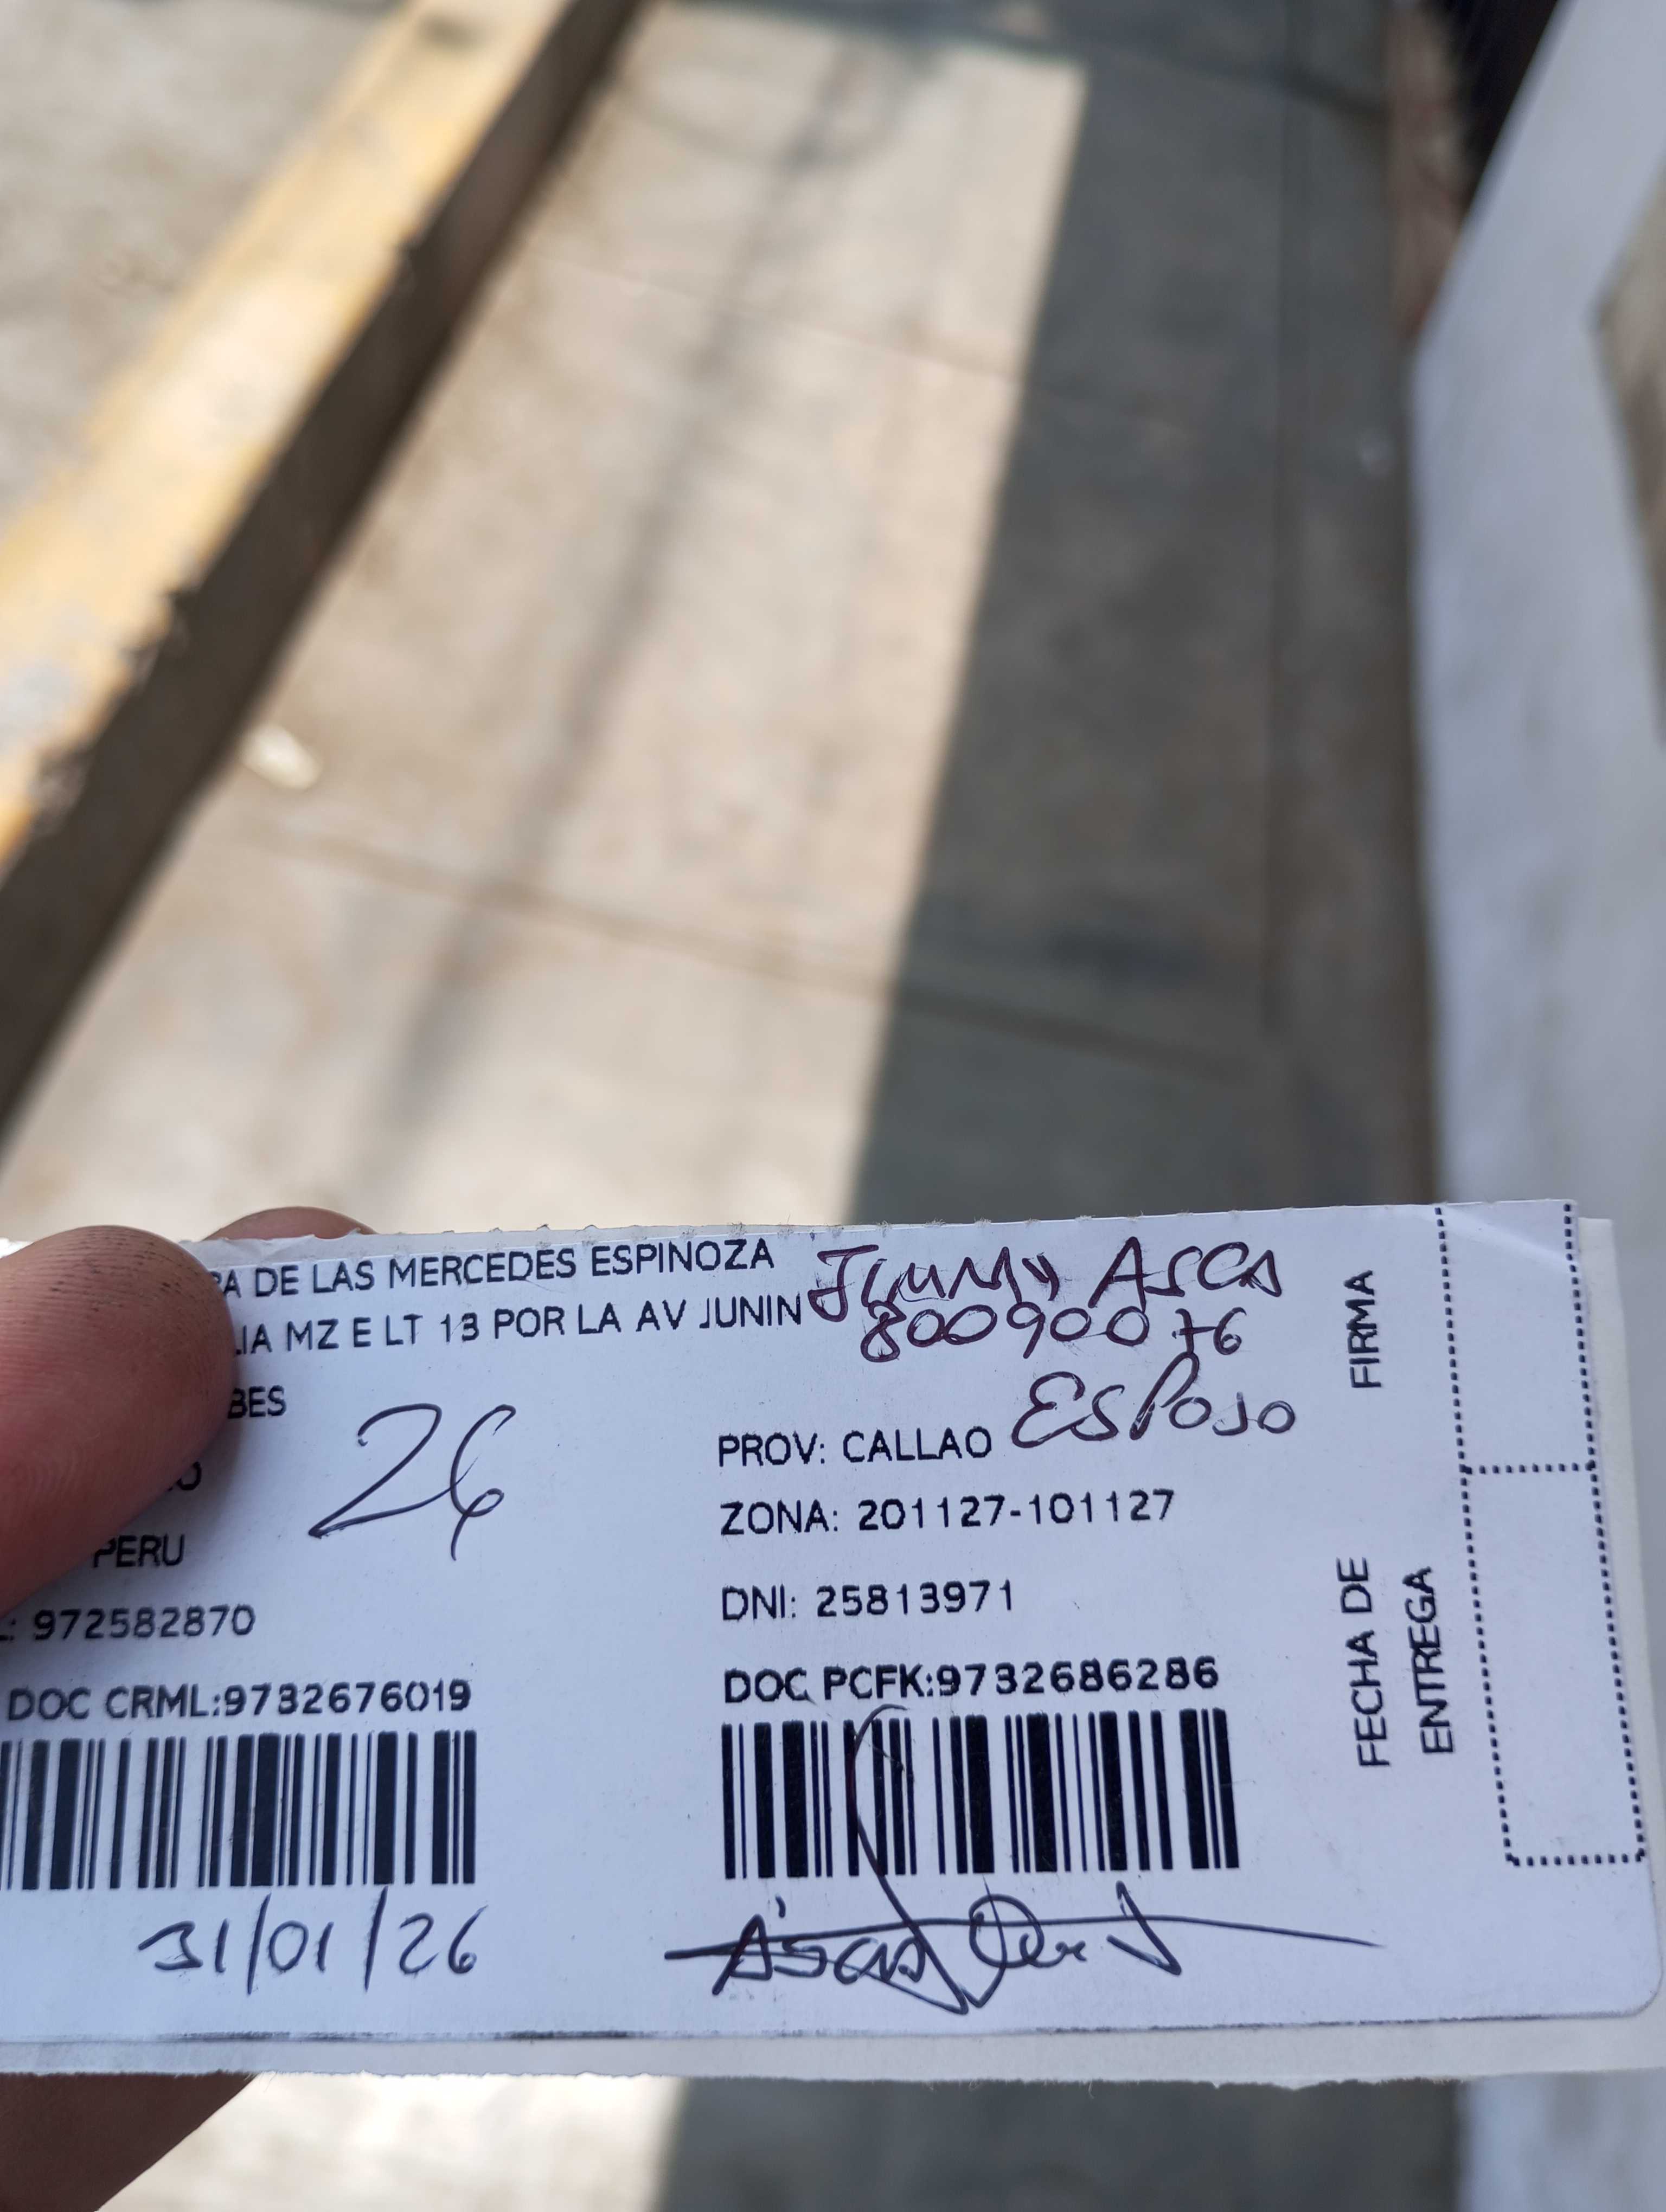 DE LAS MERCEDES ESPINOZA
Jimmy Asca
MZ E LT 13 POR LA AV JUNIN
80090076
PROV: CALLAO
Esposo
26
ZONA: 201127-101127
PERU
DNI: 25813971
972582870
DOC CRML:9732676019
DOC PCFK:9732686286
31/01/26
FIRMA
FECHA DE
ENTREGA